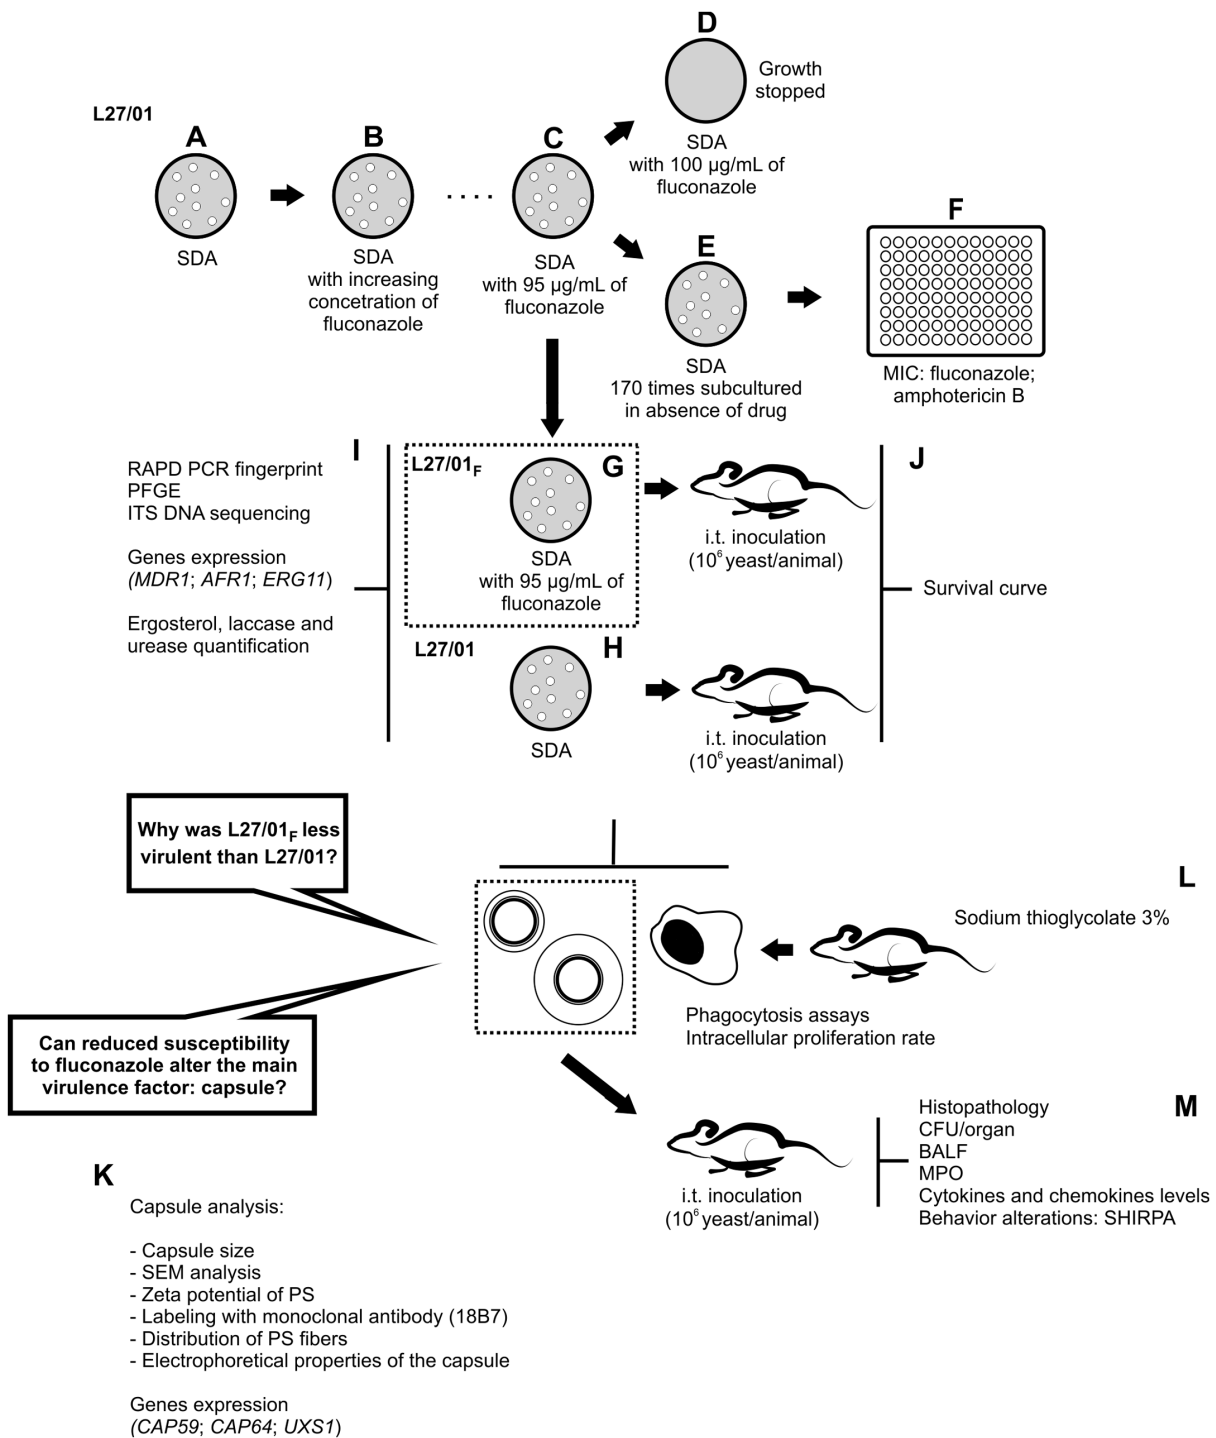 L27/01
A
SDA
B
SDA
with increasing
concetration of
fluconazole
....
C
SDA
with 95 µg/mL of
fluconazole
D
Growth
stopped
SDA
with 100 µg/mL of
fluconazole
E
SDA
170 times subcultured
in absence of drug
F
MIC: fluconazole;
amphotericin B
I
RAPD PCR fingerprint
PFGE
ITS DNA sequencing
Genes expression
(MDR1; AFR1; ERG11)
Ergosterol, laccase and
urease quantification
L27/01F
G
SDA
with 95 µg/mL of
fluconazole
i.t. inoculation
(10⁶ yeast/animal)
L27/01
H
SDA
i.t. inoculation
(10⁶ yeast/animal)
J
Survival curve
Why was L27/01F less
virulent than L27/01?
Can reduced susceptibility
to fluconazole alter the main
virulence factor: capsule?
L
Sodium thioglycolate 3%
Phagocytosis assays
Intracellular proliferation rate
i.t. inoculation
(10⁶ yeast/animal)
M
Histopathology
CFU/organ
BALF
MPO
Cytokines and chemokines levels
Behavior alterations: SHIRPA
K
Capsule analysis:
- Capsule size
- SEM analysis
- Zeta potential of PS
- Labeling with monoclonal antibody (18B7)
- Distribution of PS fibers
- Electrophoretical properties of the capsule
Genes expression
(CAP59; CAP64; UXS1)